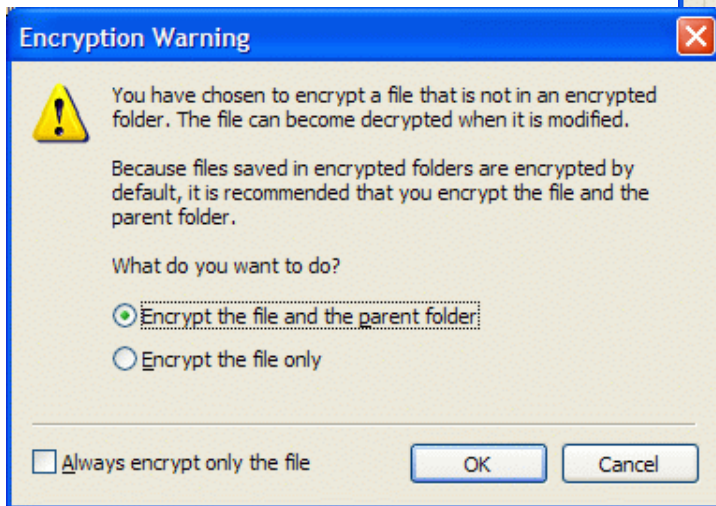 Encryption Warning
You have chosen to encrypt a file that is not in an encrypted
folder. The file can become decrypted when it is modified.
Because files saved in encrypted folders are encrypted by
default, it is recommended that you encrypt the file and the
parent folder.
What do you want to do?
Encrypt the file and the parent folder
Encrypt the file only
Always encrypt only the file OK Cancel